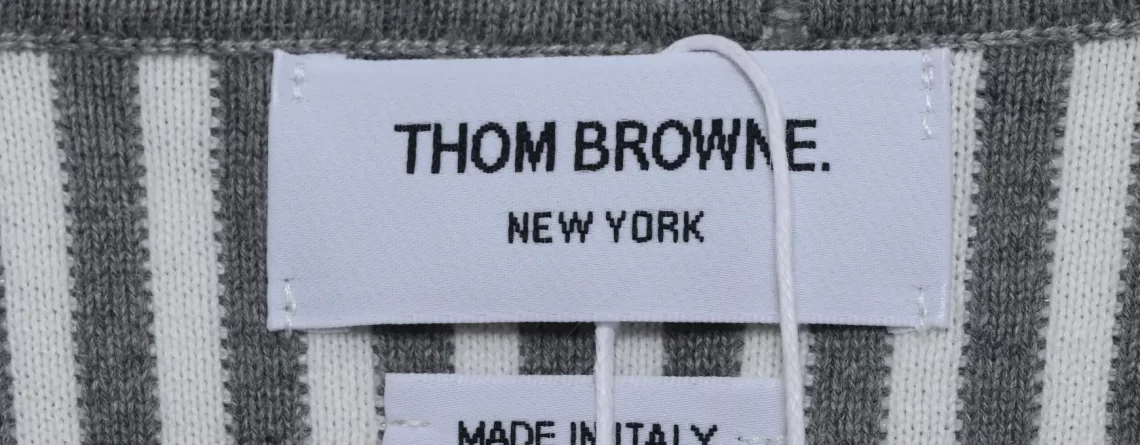 THOM BROWNE.
NEW YORK
MADE IN ITALY